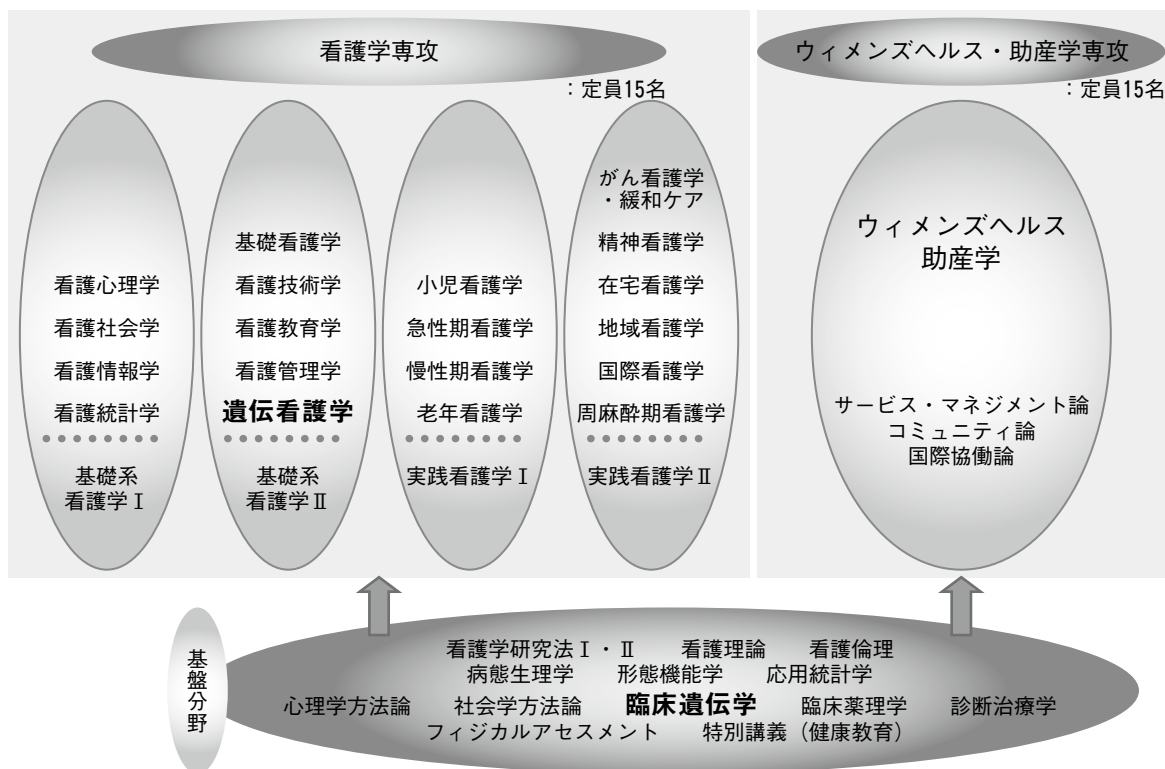 看護学専攻
：定員15名
看護心理学
看護社会学
看護情報学
看護統計学
基礎系
看護学Ⅰ
基礎看護学
看護技術学
看護教育学
看護管理学
遺伝看護学
基礎系
看護学Ⅱ
小児看護学
急性期看護学
慢性期看護学
老年看護学
実践看護学Ⅰ
がん看護学
・緩和ケア
精神看護学
在宅看護学
地域看護学
国際看護学
周麻酔期看護学
実践看護学Ⅱ
ウィメンズヘルス・助産学専攻
：定員15名
ウィメンズヘルス
助産学
サービス・マネジメント論
コミュニティ論
国際協働論
基盤分野
看護学研究法Ⅰ・Ⅱ 看護理論 看護倫理
病態生理学 形態機能学 応用統計学
心理学方法論 社会学方法論 臨床遺伝学 臨床薬理学 診断治療学
フィジカルアセスメント 特別講義（健康教育）